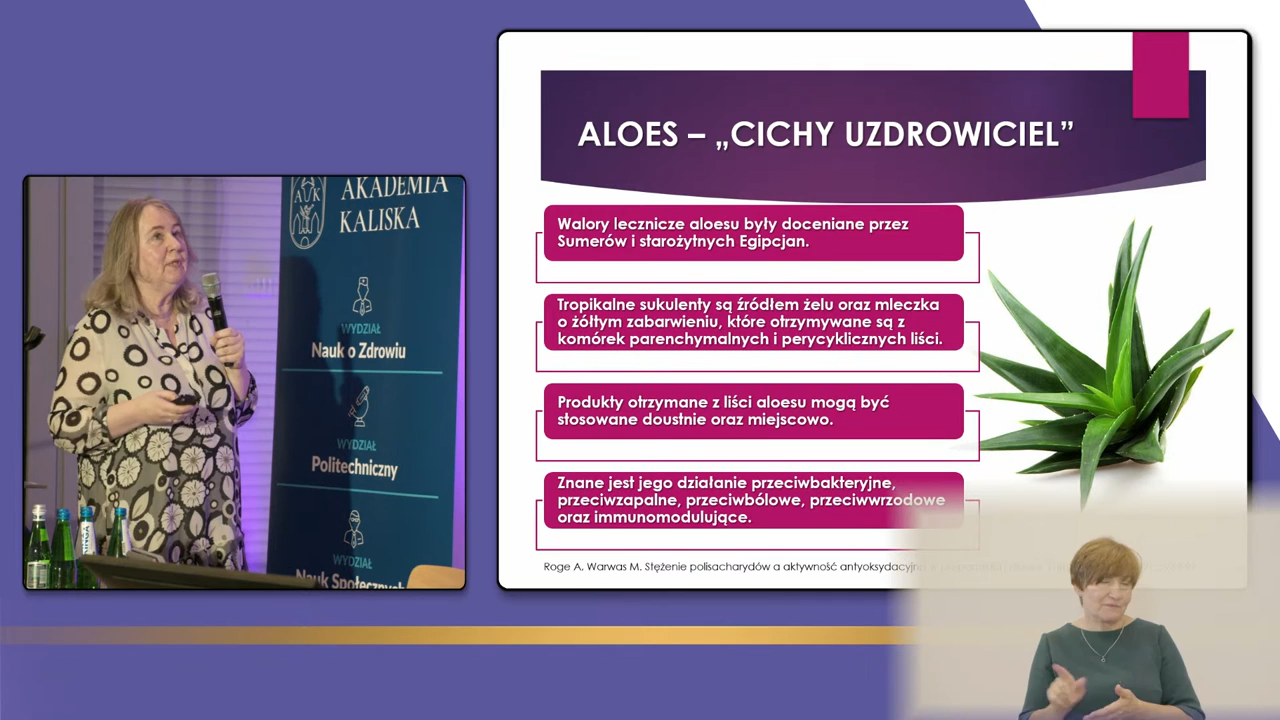 AK
AKADEMIA
KALISKA
WYDZIAŁ
Nauk o Zdrowiu
WYDZIAŁ
Politechniczny
WYDZIAŁ
Nauk Społecznych
ALOES – „CICHY UZDROWICIEL”
Walory lecznicze aloesu były doceniane przez
Sumerów i starożytnych Egipcjan.
Tropikalne sukulenty są źródłem żelu oraz mleczka
o żółtym zabarwieniu, które otrzymywane są z
komórek parenchymalnych i perycyklicznych liści.
Produkty otrzymane z liści aloesu mogą być
stosowane doustnie oraz miejscowo.
Znane jest jego działanie przeciwbakteryjne,
przeciwzapalne, przeciwbólowe, przeciwwrzodowe
oraz immunomodulujące.
Roge A, Warwas M. Stężenie polisacharydów a aktywność